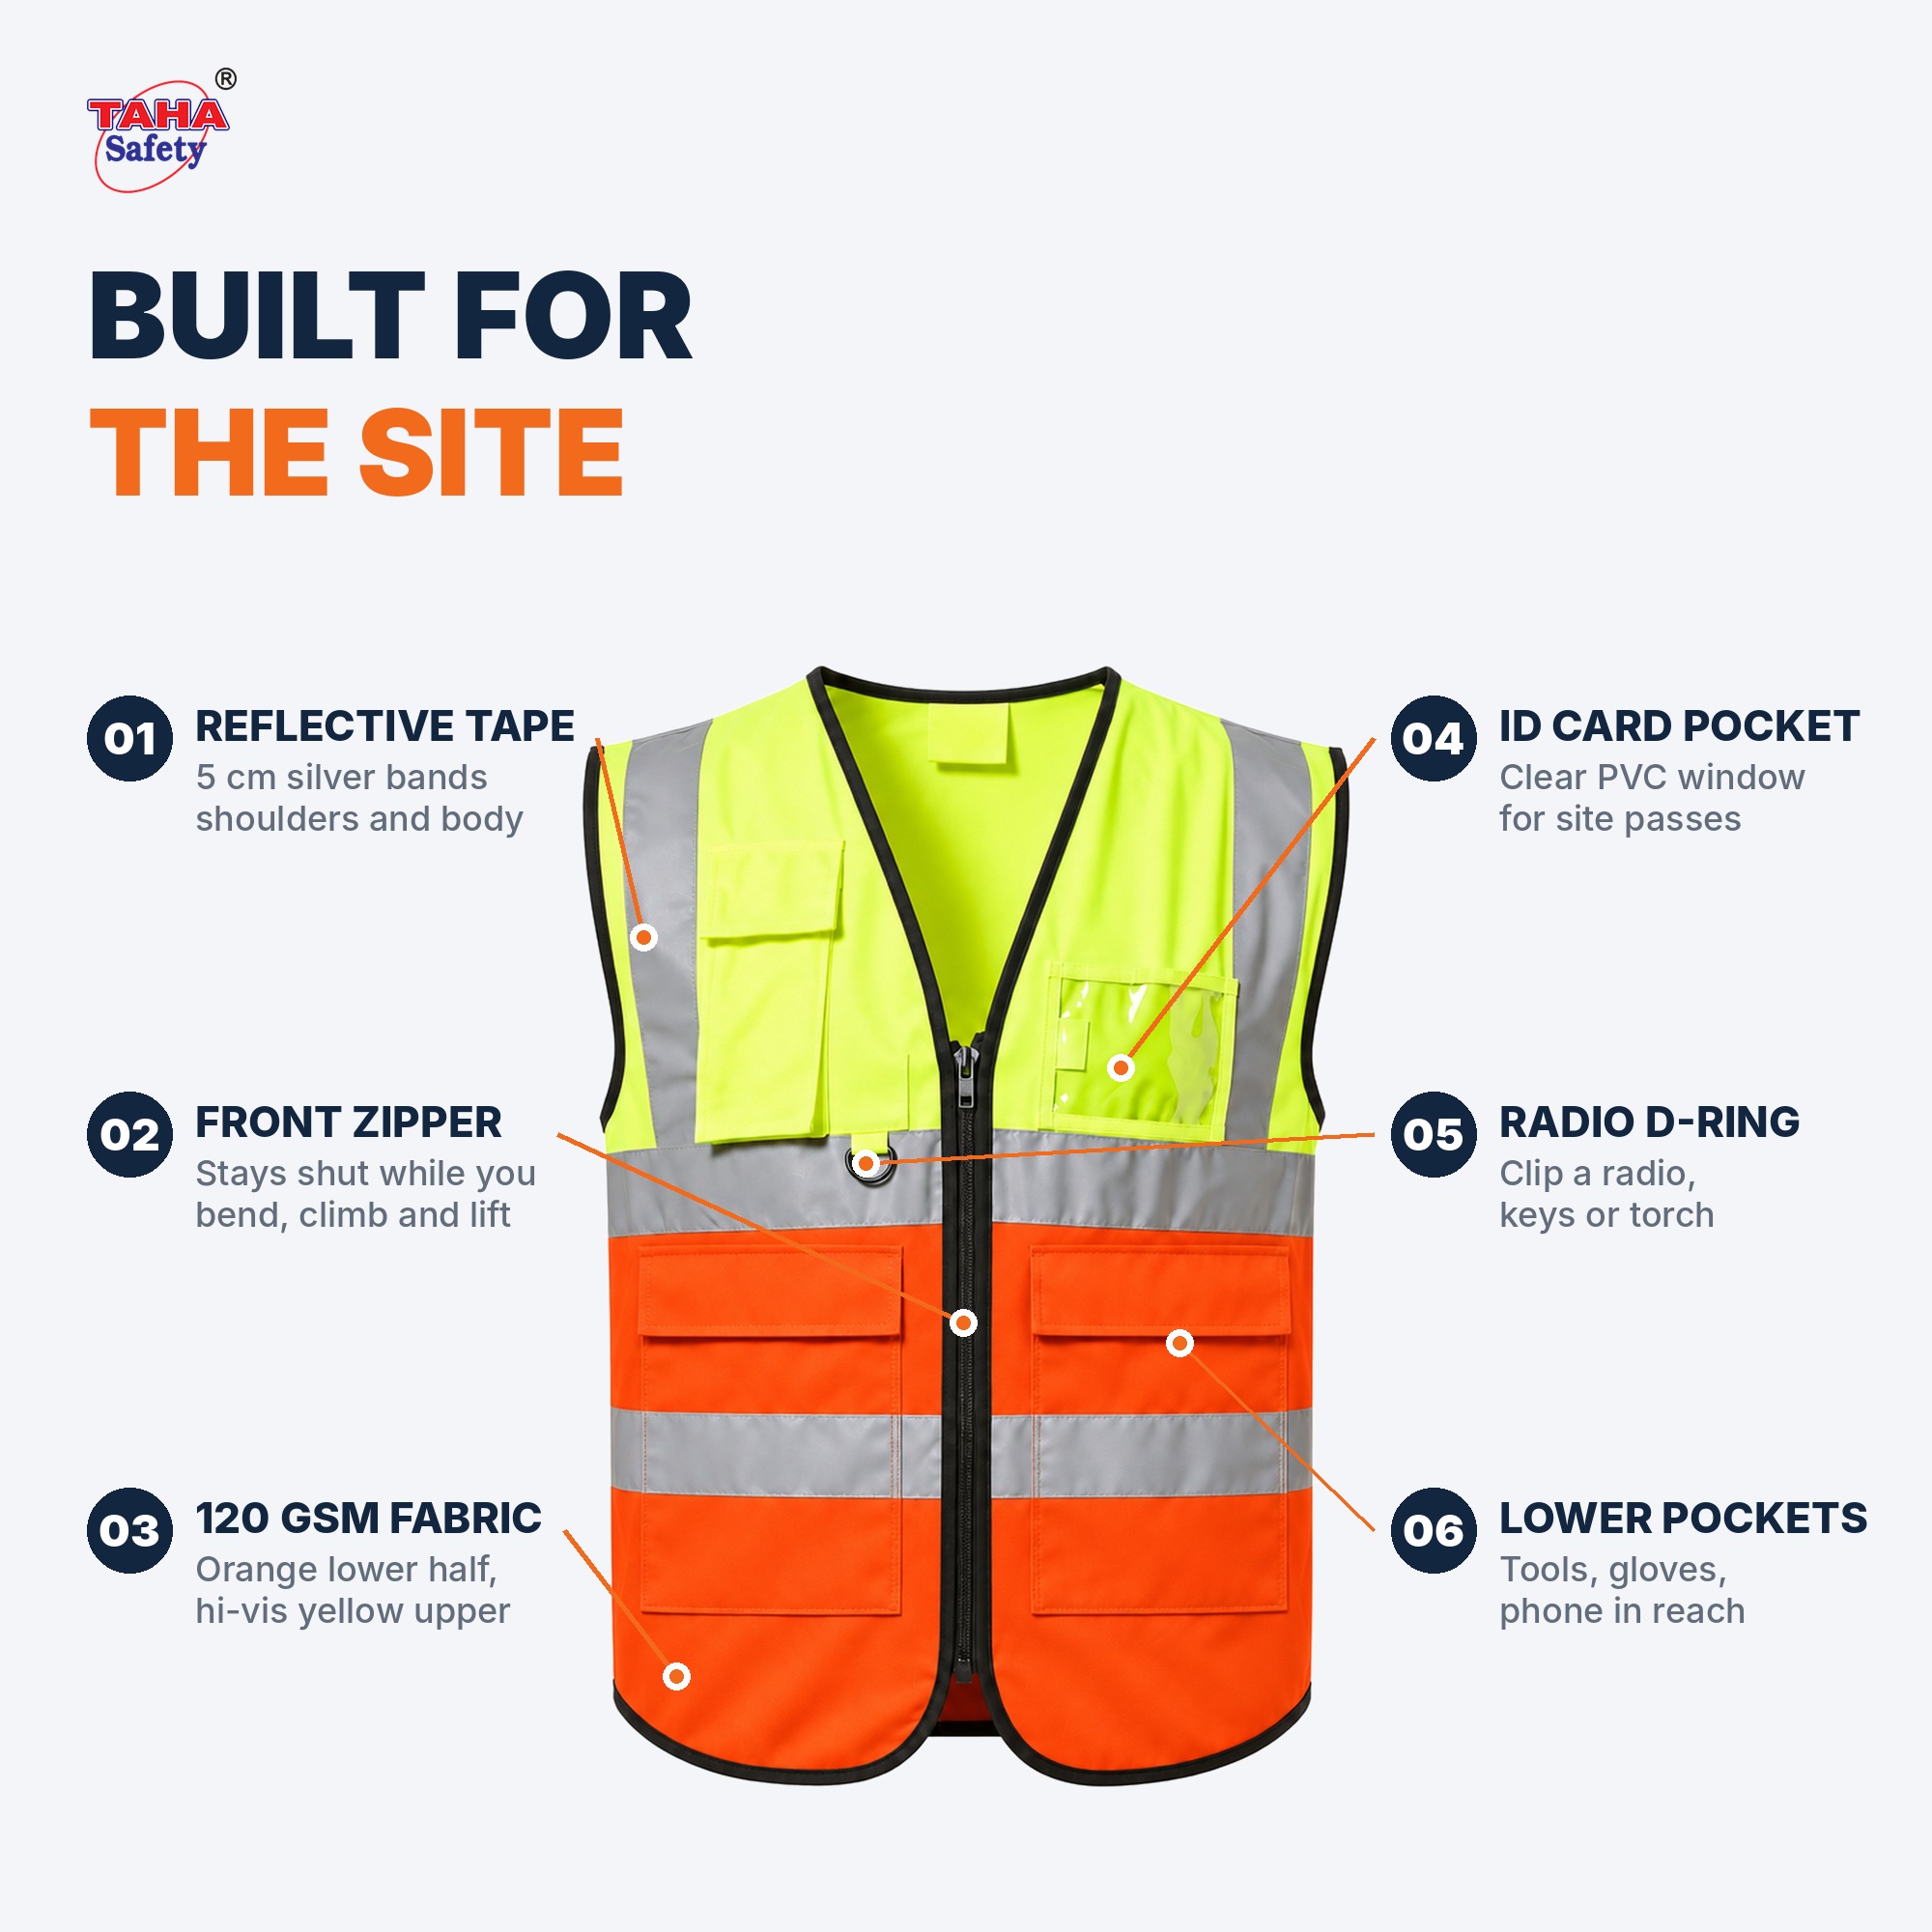 TAHA ®
Safety
BUILT FOR
THE SITE
01
REFLECTIVE TAPE
5 cm silver bands
shoulders and body
02
FRONT ZIPPER
Stays shut while you
bend, climb and lift
03
120 GSM FABRIC
Orange lower half,
hi-vis yellow upper
04
ID CARD POCKET
Clear PVC window
for site passes
05
RADIO D-RING
Clip a radio,
keys or torch
06
LOWER POCKETS
Tools, gloves,
phone in reach